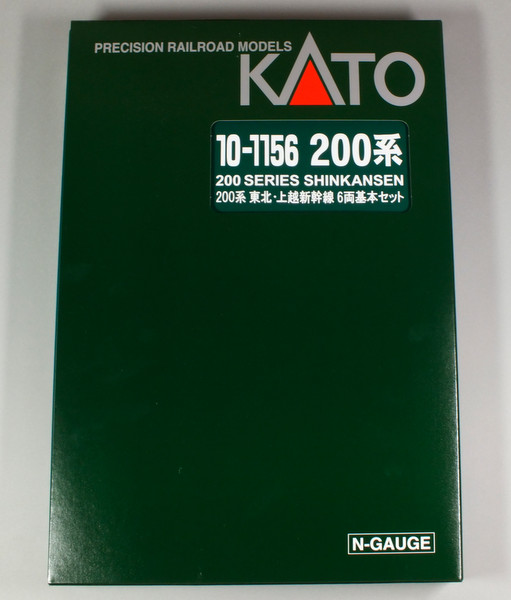 PRECISION RAILROAD MODELS
KATO
10-1156 200系
200 SERIES SHINKANSEN
200系 東北・上越新幹線 6両基本セット
N-GAUGE